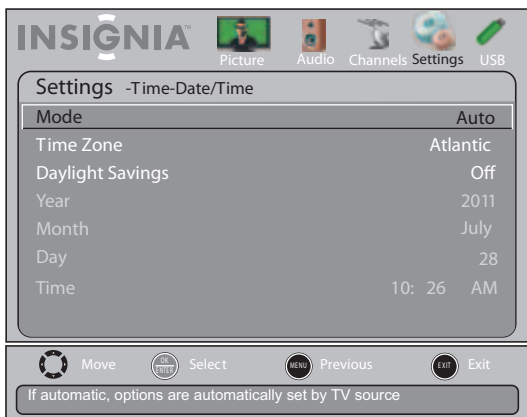 INSIGNIA™
Picture Audio Channels Settings USB
Settings -Time-Date/Time
Mode Auto
Time Zone Atlantic
Daylight Savings Off
Year 2011
Month July
Day 28
Time 10: 26 AM
Move OK ENTER Select MENU Previous EXIT Exit
If automatic, options are automatically set by TV source